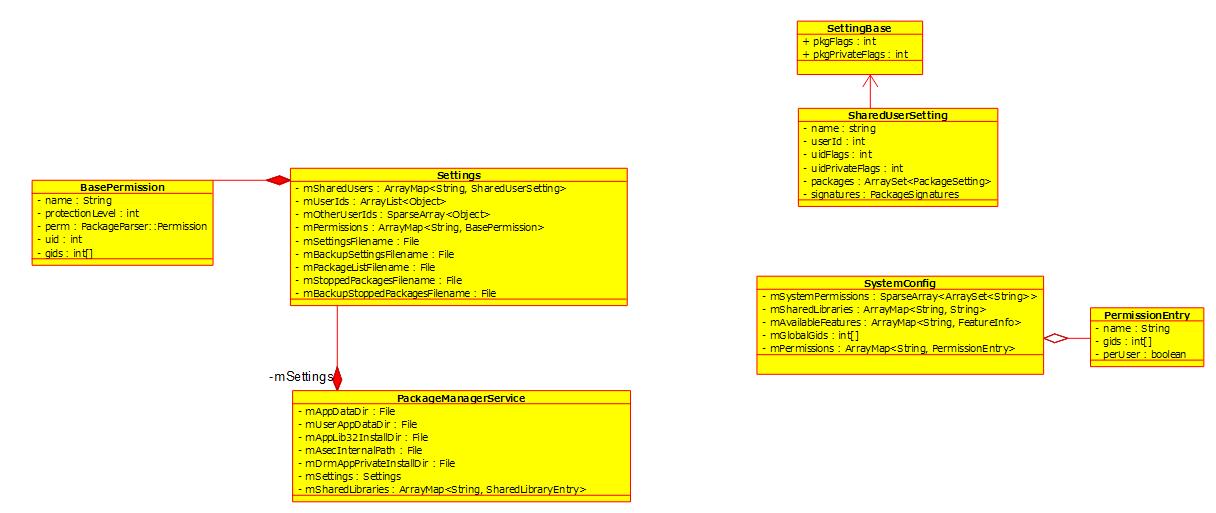 SettingBase
+ pkgFlags : int
+ pkgPrivateFlags : int
SharedUserSetting
- name : string
- userId : int
- uidFlags : int
- uidPrivateFlags : int
- packages : ArraySet<PackageSetting>
- signatures : PackageSignatures
BasePermission
- name : String
- protectionLevel : int
- perm : PackageParser::Permission
- uid : int
- gids : int[]
Settings
- mSharedUsers : ArrayMap<String, SharedUserSetting>
- mUserIds : ArrayList<Object>
- mOtherUserIds : SparseArray<Object>
- mPermissions : ArrayMap<String, BasePermission>
- mSettingsFilename : File
- mBackupSettingsFilename : File
- mPackageListFilename : File
- mStoppedPackagesFilename : File
- mBackupStoppedPackagesFilename : File
SystemConfig
- mSystemPermissions : SparseArray<ArraySet<String>>
- mSharedLibraries : ArrayMap<String, String>
- mAvailableFeatures : ArrayMap<String, FeatureInfo>
- mGlobalGids : int[]
- mPermissions : ArrayMap<String, PermissionEntry>
PermissionEntry
- name : String
- gids : int[]
- perUser : boolean
-mSettings
PackageManagerService
- mAppDataDir : File
- mUserAppDataDir : File
- mAppLib32InstallDir : File
- mAsecInternalPath : File
- mDrmAppPrivateInstallDir : File
- mSettings : Settings
- mSharedLibraries : ArrayMap<String, SharedLibraryEntry>